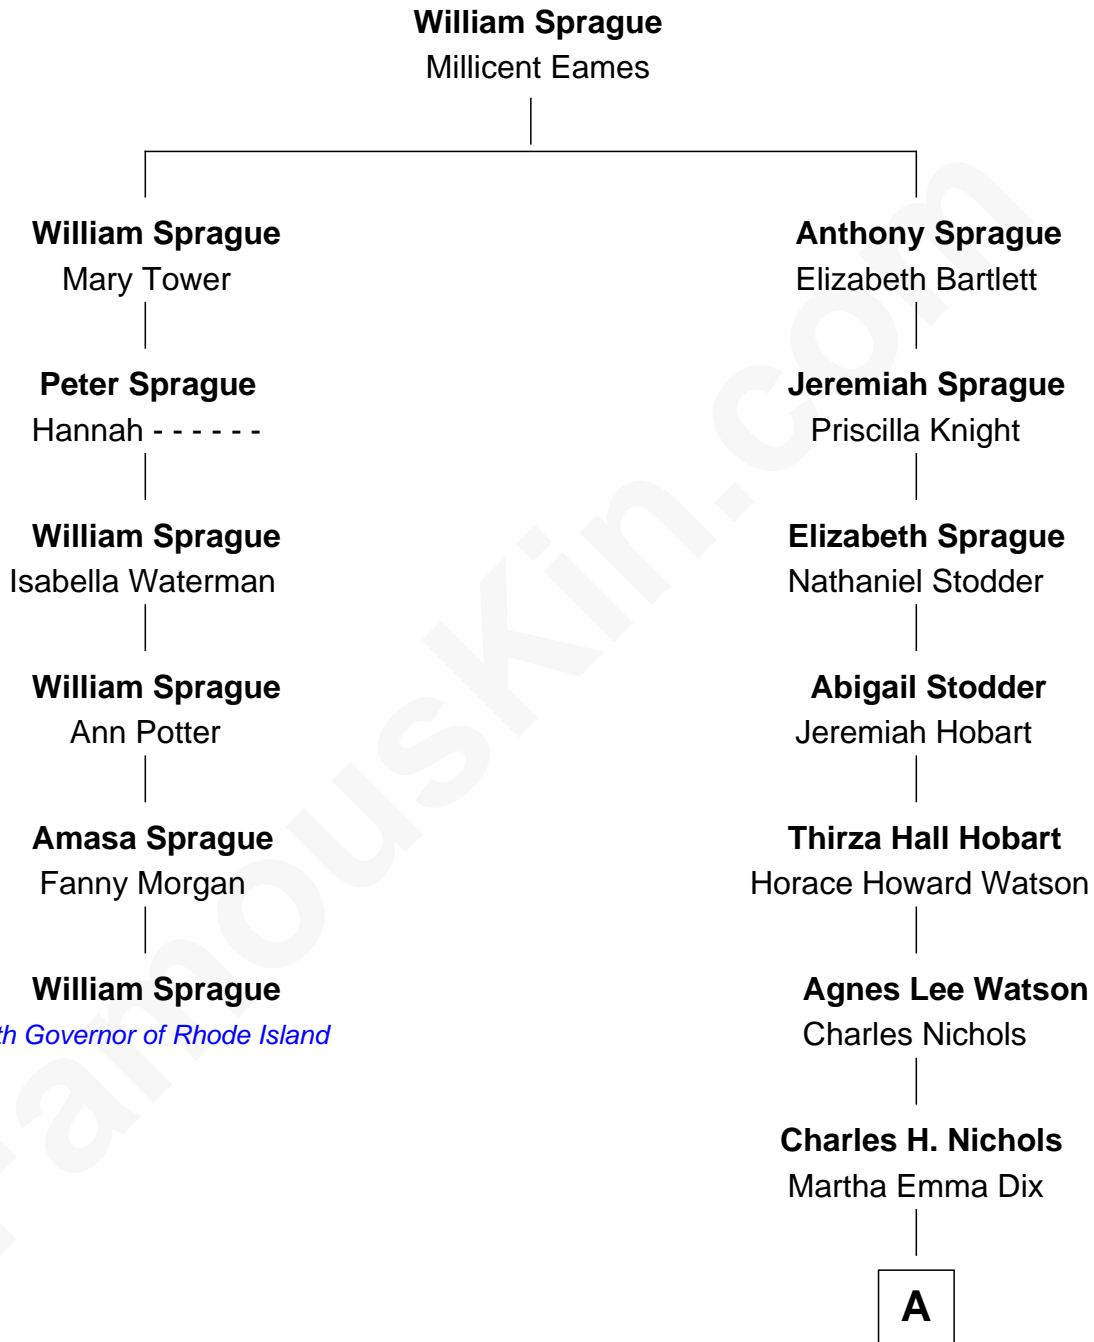 William Sprague
Millicent Eames
William Sprague
Mary Tower
Anthony Sprague
Elizabeth Bartlett
Peter Sprague
Hannah - - - - - -
Jeremiah Sprague
Priscilla Knight
William Sprague
Isabella Waterman
Elizabeth Sprague
Nathaniel Stodder
William Sprague
Ann Potter
Abigail Stodder
Jeremiah Hobart
Amasa Sprague
Fanny Morgan
Thirza Hall Hobart
Horace Howard Watson
William Sprague
th Governor of Rhode Island
Agnes Lee Watson
Charles Nichols
Charles H. Nichols
Martha Emma Dix
A
FamousKin.com